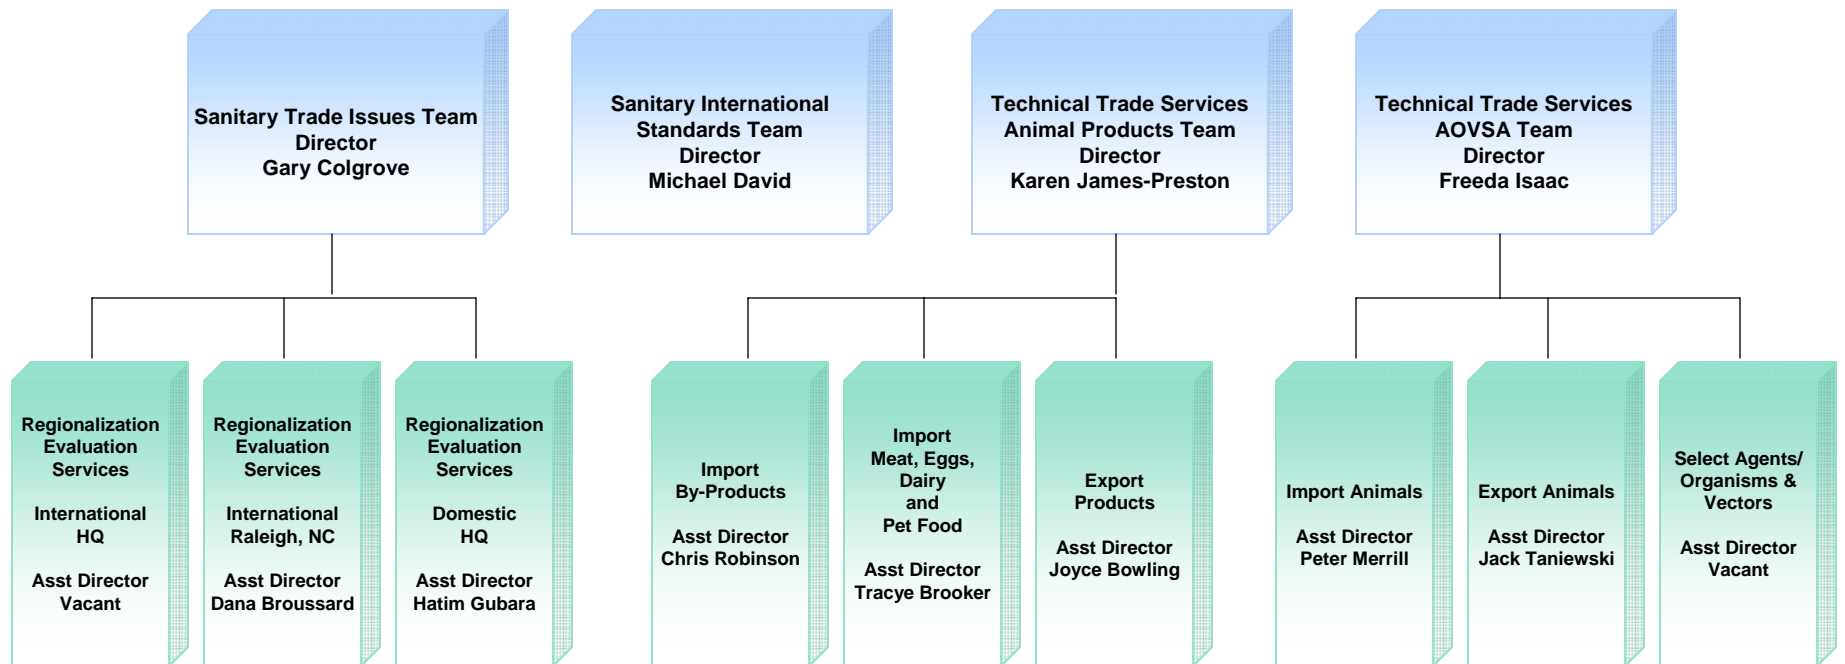 Sanitary Trade Issues Team
Director
Gary Colgrove
Sanitary International
Standards Team
Director
Michael David
Technical Trade Services
Animal Products Team
Director
Karen James-Preston
Technical Trade Services
AOVSA Team
Director
Freeda Isaac
Regionalization
Evaluation
Services
International
HQ
Asst Director
Vacant
Regionalization
Evaluation
Services
International
Raleigh, NC
Asst Director
Dana Broussard
Regionalization
Evaluation
Services
Domestic
HQ
Asst Director
Hatim Gubara
Import
By-Products
Asst Director
Chris Robinson
Import
Meat, Eggs,
Dairy
and
Pet Food
Asst Director
Tracye Brooker
Export
Products
Asst Director
Joyce Bowling
Import Animals
Asst Director
Peter Merrill
Export Animals
Asst Director
Jack Taniewski
Select Agents/
Organisms &
Vectors
Asst Director
Vacant